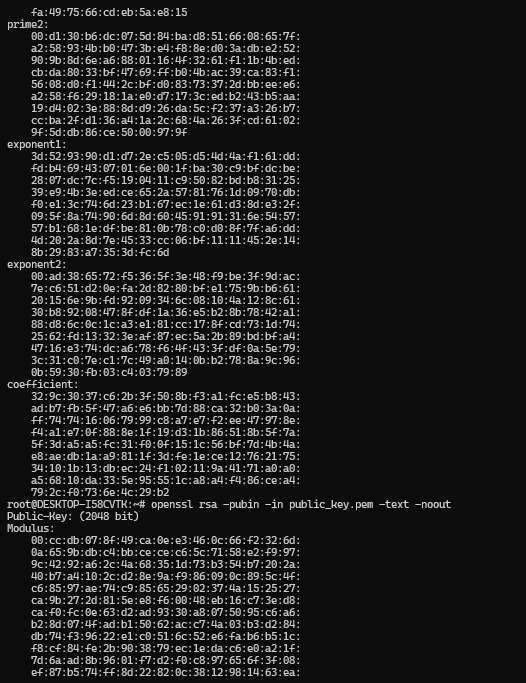 fa:49:75:66:cd:eb:5a:e8:15
prime2:
00:d1:30:b6:dc:07:5d:84:ba:d8:51:66:08:65:7f:
a2:58:93:4b:b0:47:3b:e4:f8:8e:d0:3a:db:e2:52:
90:9b:8d:6e:a6:88:01:16:4f:32:61:f1:1b:4b:ed:
cb:da:80:33:bf:47:69:ff:b0:4b:ac:39:ca:83:f1:
56:08:d0:f1:44:2c:bf:d0:83:73:37:2d:bb:ee:e6:
a2:58:f6:29:18:1a:e0:d7:17:3c:ed:b2:43:b5:aa:
19:d4:02:3e:88:8d:d9:26:da:5c:f2:37:a3:26:b7:
cc:ba:2f:d1:36:a4:1a:2c:68:4a:26:3f:cd:61:02:
9f:5d:db:86:ce:50:00:97:9f
exponent1:
3d:52:93:90:d1:d7:2e:c5:05:d5:4d:4a:f1:61:dd:
fd:b4:69:43:07:01:6e:00:1f:ba:30:c9:bf:dc:be:
28:07:dc:7c:f5:19:04:11:c9:50:82:bd:b8:31:25:
39:e9:4b:3e:ed:ce:65:2a:57:81:76:1d:09:70:db:
f0:e1:3c:74:6d:23:b1:67:ec:1e:61:d3:8d:e3:2f:
09:5f:8a:74:90:6d:8d:60:45:91:91:31:6e:54:57:
57:b1:68:1e:df:be:81:0b:78:c0:d0:8f:7f:a6:dd:
4d:20:2a:8d:7e:45:33:cc:06:bf:11:11:45:2e:14:
8b:29:83:a7:35:3d:fc:6d
exponent2:
00:ad:38:65:72:f5:36:5f:3e:48:f9:be:3f:9d:ac:
7e:c6:51:d2:0e:fa:2d:82:80:bf:e1:75:9b:b6:61:
20:15:6e:9b:fd:92:09:34:6c:08:10:4a:12:8c:61:
30:b8:92:08:47:8f:df:1a:36:e5:b2:8b:78:42:a1:
88:d8:6c:0c:1c:a3:e1:81:cc:17:8f:cd:73:1d:74:
25:62:fd:13:32:3e:af:87:ec:5a:2b:89:bd:bf:a4:
47:16:e3:74:dc:a6:78:f6:4f:43:3f:df:0a:5e:79:
3c:31:c0:7e:c1:7c:49:a0:14:0b:b2:78:8a:9c:96:
0b:59:30:fb:03:c4:03:79:89
coefficient:
32:9c:30:37:c6:2b:3f:50:8b:f3:a1:fc:e5:b8:43:
ad:b7:fb:5f:47:a6:e6:bb:7d:88:ca:32:b0:3a:0a:
ff:74:74:16:06:79:99:c8:a7:e7:f2:ee:47:97:8e:
f4:a1:e7:0f:88:8e:1f:19:d3:1b:86:51:8b:5f:7a:
5f:3d:a5:a5:fc:31:f0:0f:15:1c:56:bf:7d:4b:4a:
e8:ae:db:1a:a9:81:1f:3d:fe:1e:ce:12:76:21:75:
34:10:1b:13:db:ec:24:f1:02:11:9a:41:71:a0:a0:
a5:68:10:da:33:5e:95:55:1c:a8:a4:f4:86:ce:a4:
79:2c:f0:73:6e:4c:29:b2
root@DESKTOP-I58CVTK:~# openssl rsa -pubin -in public_key.pem -text -noout
Public-Key: (2048 bit)
Modulus:
00:cc:db:07:8f:49:ca:0e:e3:46:0c:66:f2:32:6d:
0a:65:9b:db:c4:bb:ce:ce:c6:5c:71:58:e2:f9:97:
9c:42:92:a6:2c:4a:68:35:1d:73:b3:54:b7:20:2a:
40:b7:a4:10:2c:d2:8e:9a:f9:86:09:0c:89:5c:4f:
c6:85:97:ae:74:c9:85:65:29:02:37:4a:15:25:27:
ca:9b:27:2d:81:5e:e8:f6:00:48:eb:16:c7:3e:d8:
ca:f0:fc:0e:63:d2:ad:93:30:a8:07:50:95:c6:a6:
b2:8d:07:4f:ad:b1:50:62:ac:c7:4a:03:b3:d2:84:
db:74:f3:96:22:e1:c0:51:6c:52:e6:fa:b6:b5:1c:
f8:cf:84:fe:2b:90:38:79:ec:1e:da:c6:e0:a2:1f:
7d:6a:ad:8b:96:01:f7:d2:f0:c8:97:65:6f:3f:08:
ef:87:b5:74:ff:8d:22:82:0c:38:12:98:14:63:ea: